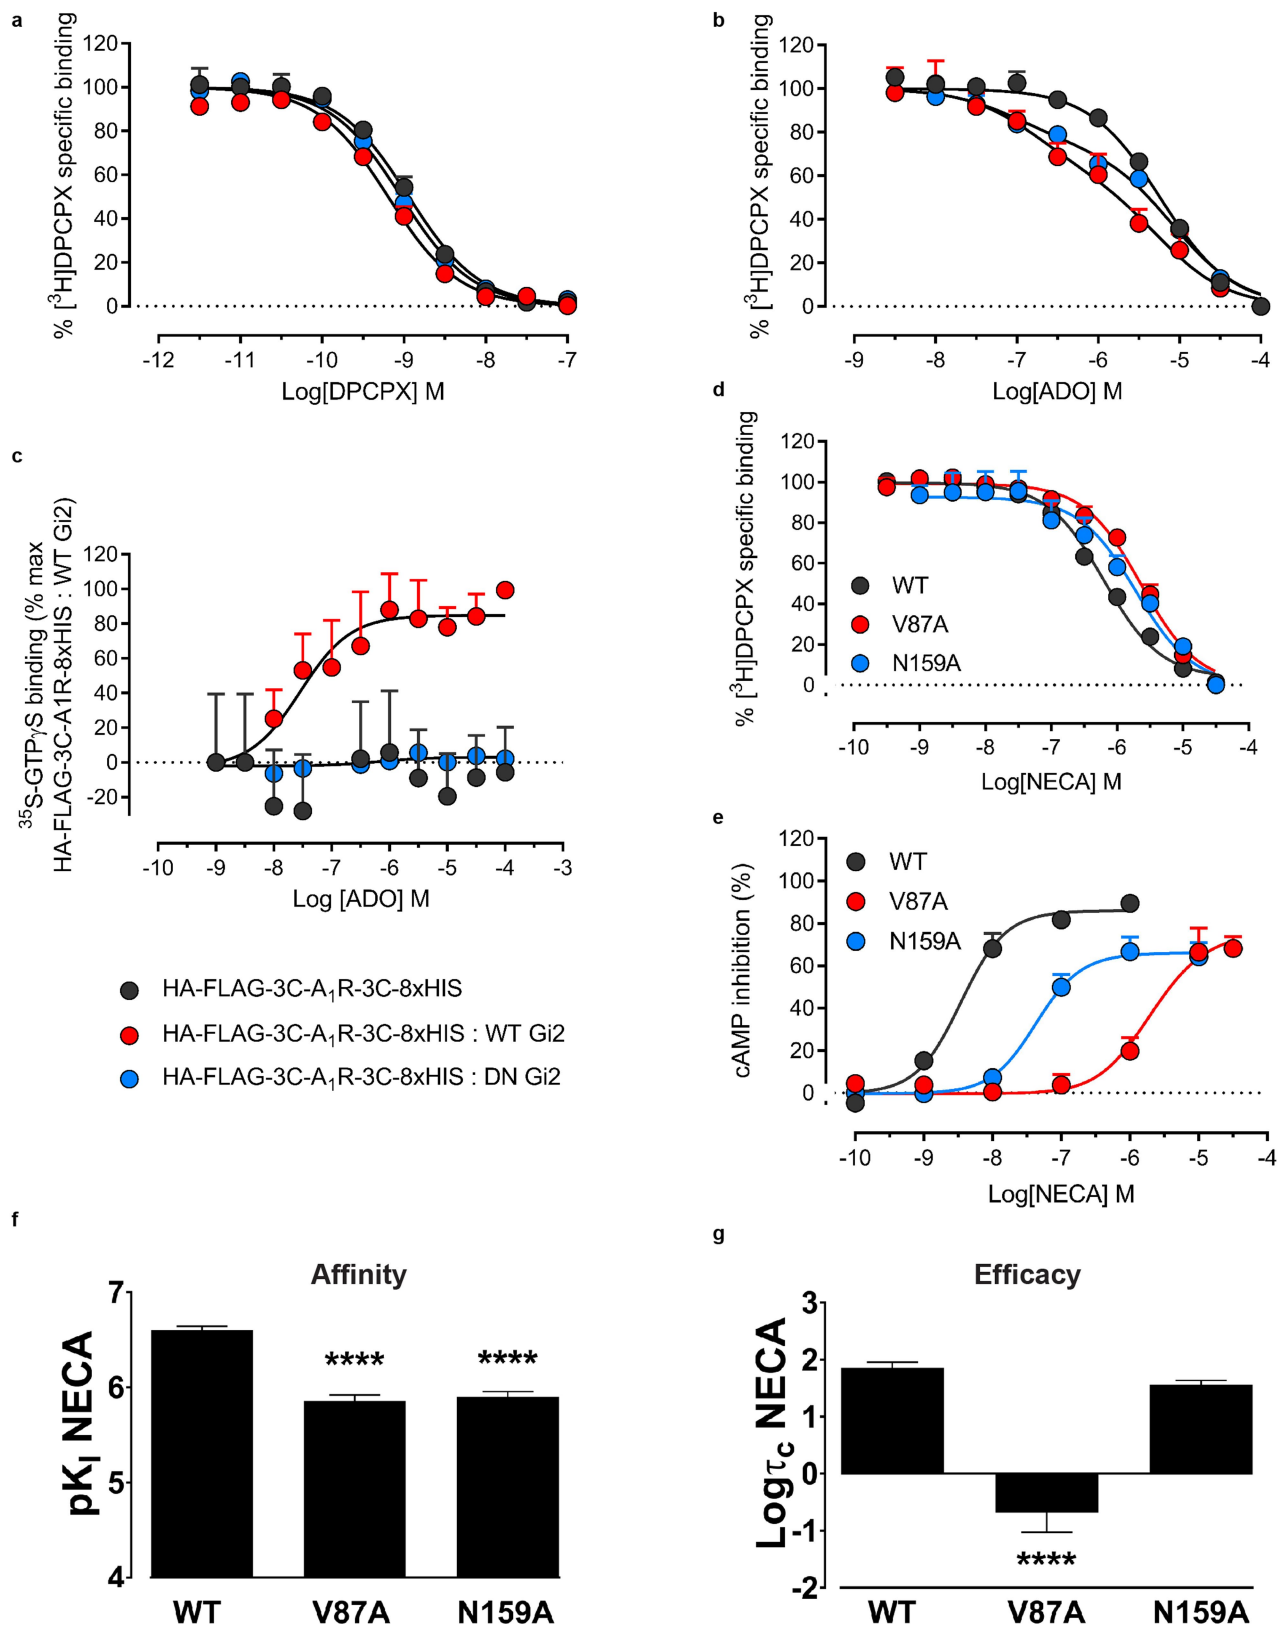 a
% [³H]DPCPX specific binding
120
100
80
60
40
20
0
-12 -11 -10 -9 -8 -7
Log[DPCPX] M
b
% [³H]DPCPX specific binding
120
100
80
60
40
20
0
-9 -8 -7 -6 -5 -4
Log[ADO] M
c
³⁵S-GTPγS binding (% max
HA-FLAG-3C-A1R-8xHIS : WT Gi2)
120
100
80
60
40
20
0
-20
-10 -9 -8 -7 -6 -5 -4 -3
Log [ADO] M
HA-FLAG-3C-A₁R-3C-8xHIS
HA-FLAG-3C-A₁R-3C-8xHIS : WT Gi2
HA-FLAG-3C-A₁R-3C-8xHIS : DN Gi2
d
% [³H]DPCPX specific binding
120
100
80
60
40
20
0
WT
V87A
N159A
-10 -9 -8 -7 -6 -5 -4
Log[NECA] M
e
cAMP inhibition (%)
120
100
80
60
40
20
0
WT
V87A
N159A
-10 -9 -8 -7 -6 -5 -4
Log[NECA] M
f
Affinity
pK_I NECA
7
6
5
4
**** ****
WT V87A N159A
g
Efficacy
Logτ_c NECA
3
2
1
0
-1
-2
****
WT V87A N159A